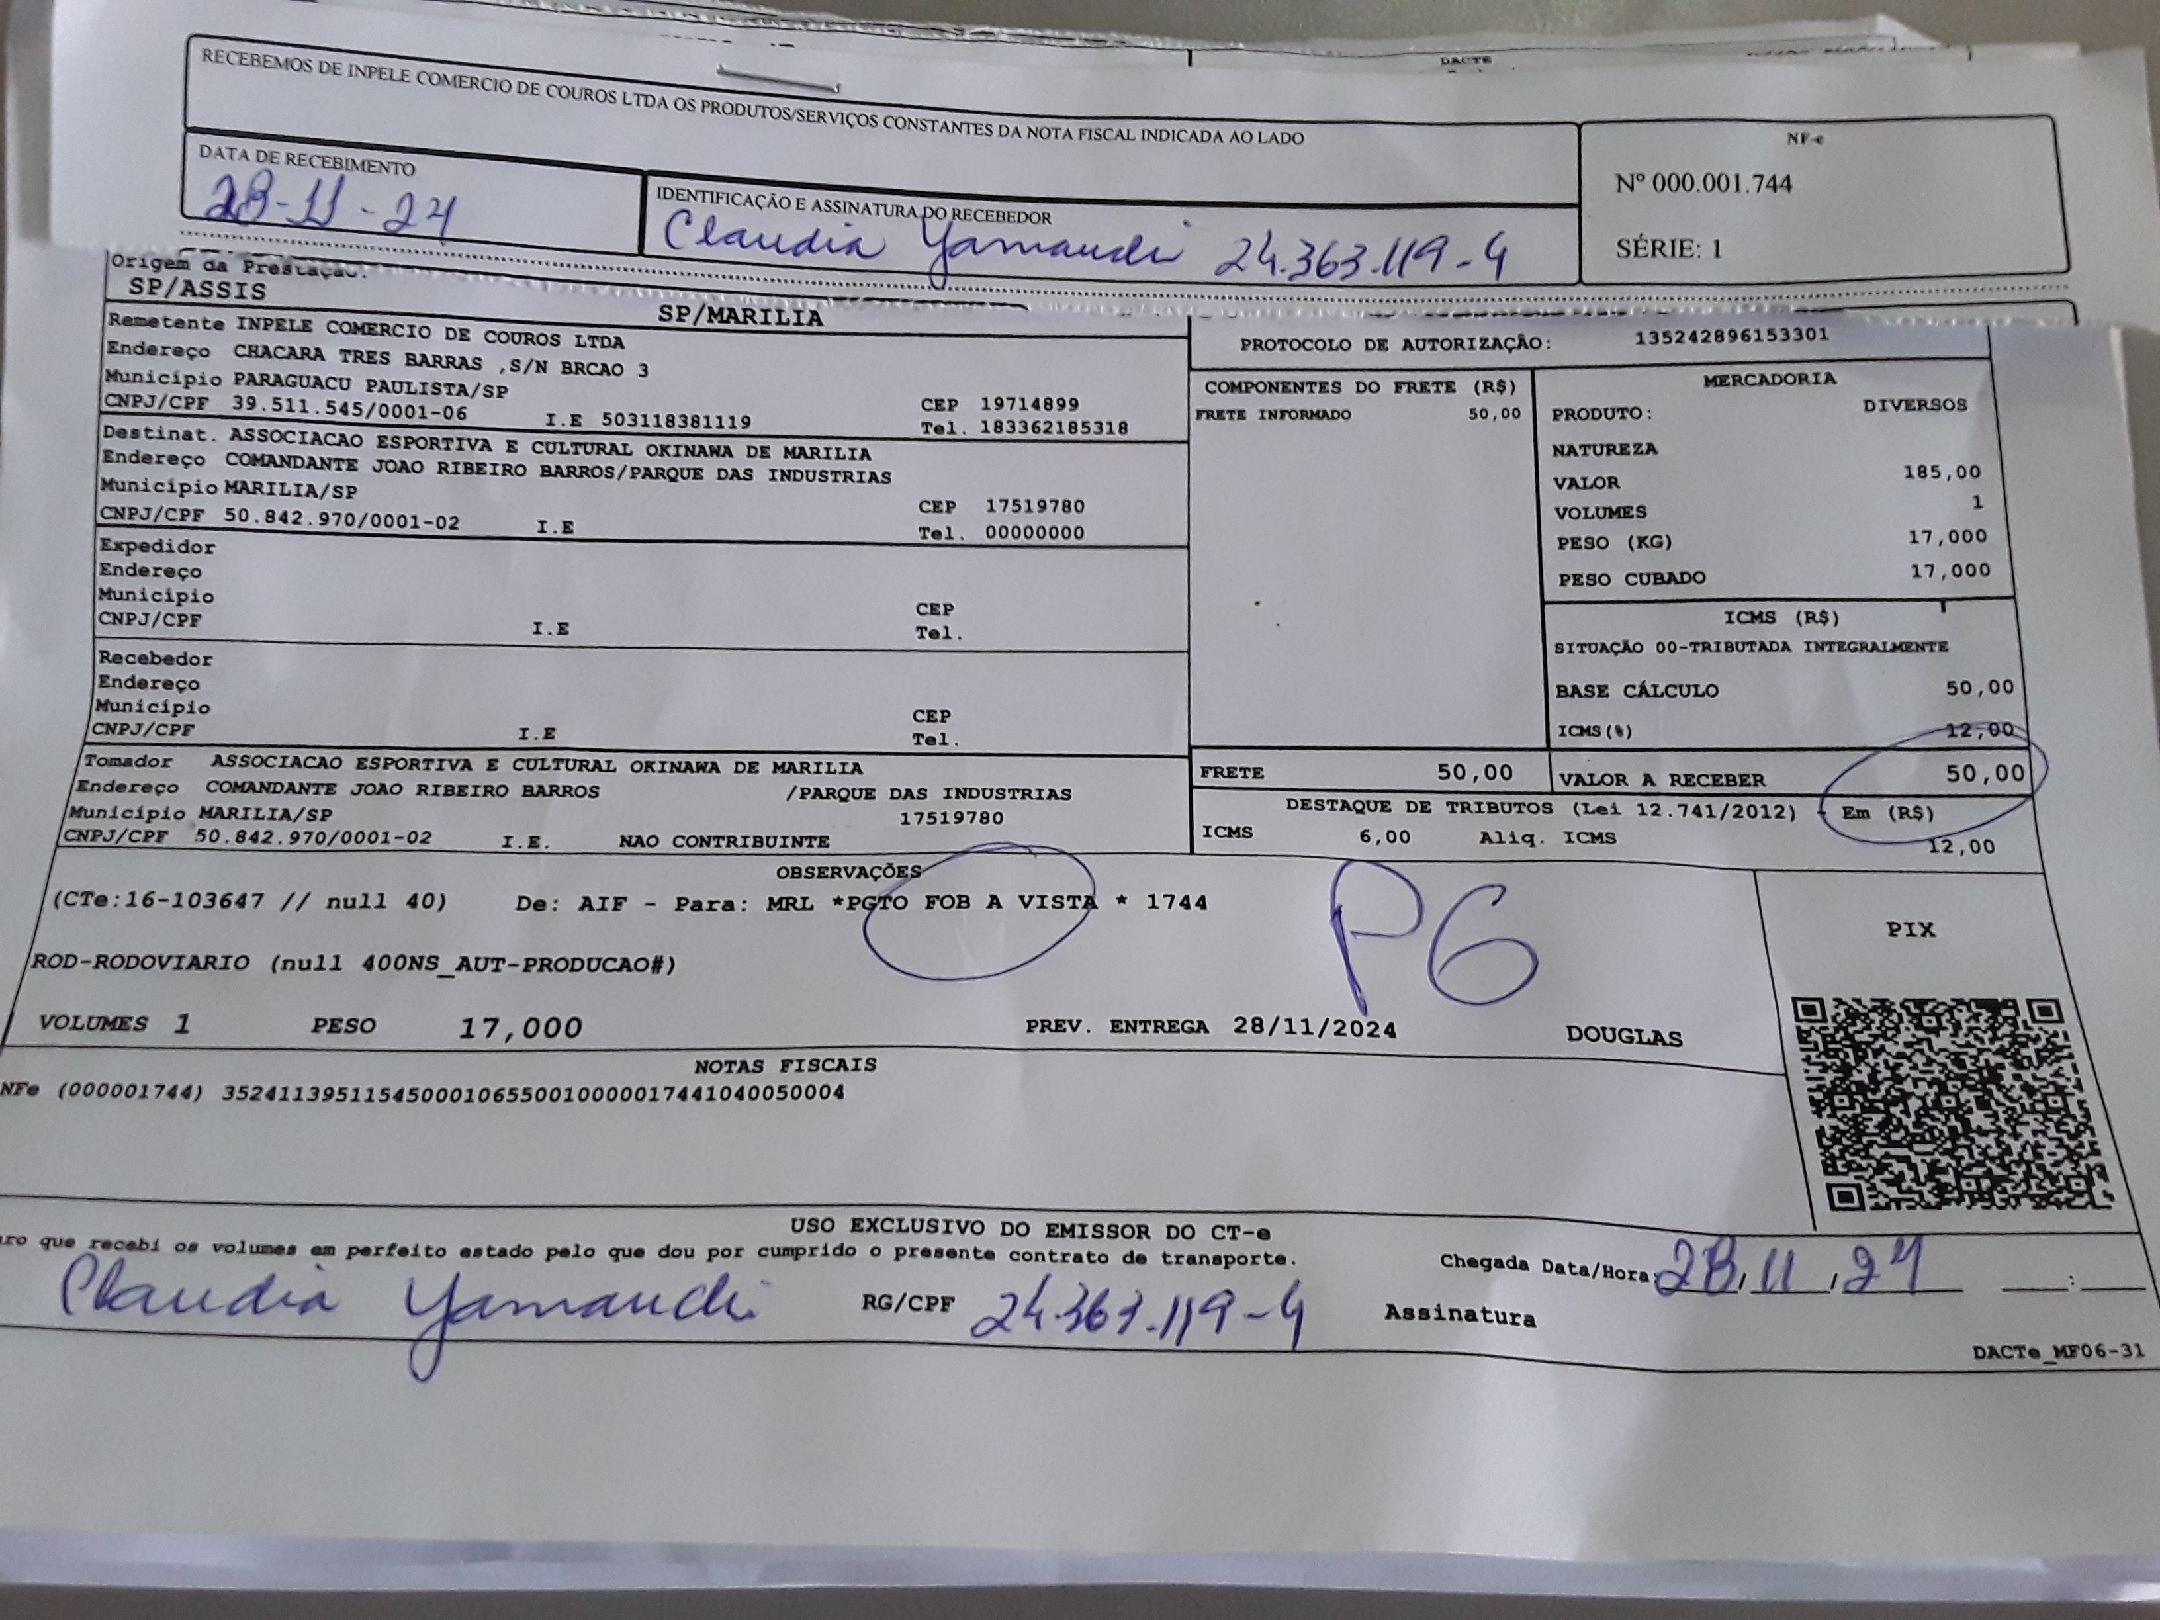 DACTE
RECEBEMOS DE INPELE COMERCIO DE COUROS LTDA OS PRODUTOS/SERVIÇOS CONSTANTES DA NOTA FISCAL INDICADA AO LADO
NF-e
Nº 000.001.744
SÉRIE: 1
DATA DE RECEBIMENTO
28-11-24
IDENTIFICAÇÃO E ASSINATURA DO RECEBEDOR
Claudia Yamauchi 24.363.119-4
Origem da Prestação:
SP/ASSIS
SP/MARILIA
Remetente INPELE COMERCIO DE COUROS LTDA
Endereço CHACARA TRES BARRAS ,S/N BRCAO 3
Município PARAGUACU PAULISTA/SP CEP 19714899
CNPJ/CPF 39.511.545/0001-06 I.E 503118381119 Tel. 183362185318
Destinat. ASSOCIACAO ESPORTIVA E CULTURAL OKINAWA DE MARILIA
Endereço COMANDANTE JOAO RIBEIRO BARROS/PARQUE DAS INDUSTRIAS
Município MARILIA/SP CEP 17519780
CNPJ/CPF 50.842.970/0001-02 I.E Tel. 00000000
Expedidor
Endereço
Município CEP
CNPJ/CPF I.E Tel.
Recebedor
Endereço
Município CEP
CNPJ/CPF I.E Tel.
Tomador ASSOCIACAO ESPORTIVA E CULTURAL OKINAWA DE MARILIA
Endereço COMANDANTE JOAO RIBEIRO BARROS /PARQUE DAS INDUSTRIAS
Município MARILIA/SP 17519780
CNPJ/CPF 50.842.970/0001-02 I.E. NAO CONTRIBUINTE
PROTOCOLO DE AUTORIZAÇÃO: 135242896153301
COMPONENTES DO FRETE (R$)
FRETE INFORMADO 50,00
MERCADORIA
PRODUTO: DIVERSOS
NATUREZA
VALOR 185,00
VOLUMES 1
PESO (KG) 17,000
PESO CUBADO 17,000
ICMS (R$)
SITUAÇÃO 00-TRIBUTADA INTEGRALMENTE
BASE CÁLCULO 50,00
ICMS(%) 12,00
FRETE 50,00 VALOR A RECEBER 50,00
DESTAQUE DE TRIBUTOS (Lei 12.741/2012) - Em (R$)
ICMS 6,00 Aliq. ICMS 12,00
OBSERVAÇÕES
(CTe:16-103647 // null 40) De: AIF - Para: MRL *PGTO FOB A VISTA * 1744
PG
ROD-RODOVIARIO (null 400NS_AUT-PRODUCAO#)
VOLUMES 1 PESO 17,000 PREV. ENTREGA 28/11/2024 DOUGLAS
PIX
NOTAS FISCAIS
NFe (000001744) 35241139511545000106550010000017441040050004
USO EXCLUSIVO DO EMISSOR DO CT-e
aro que recebi os volumes em perfeito estado pelo que dou por cumprido o presente contrato de transporte.
Chegada Data/Hora: 28, 11, 24 :
Claudia Yamauchi RG/CPF 24.363.119-4 Assinatura
DACTe_MF06-31